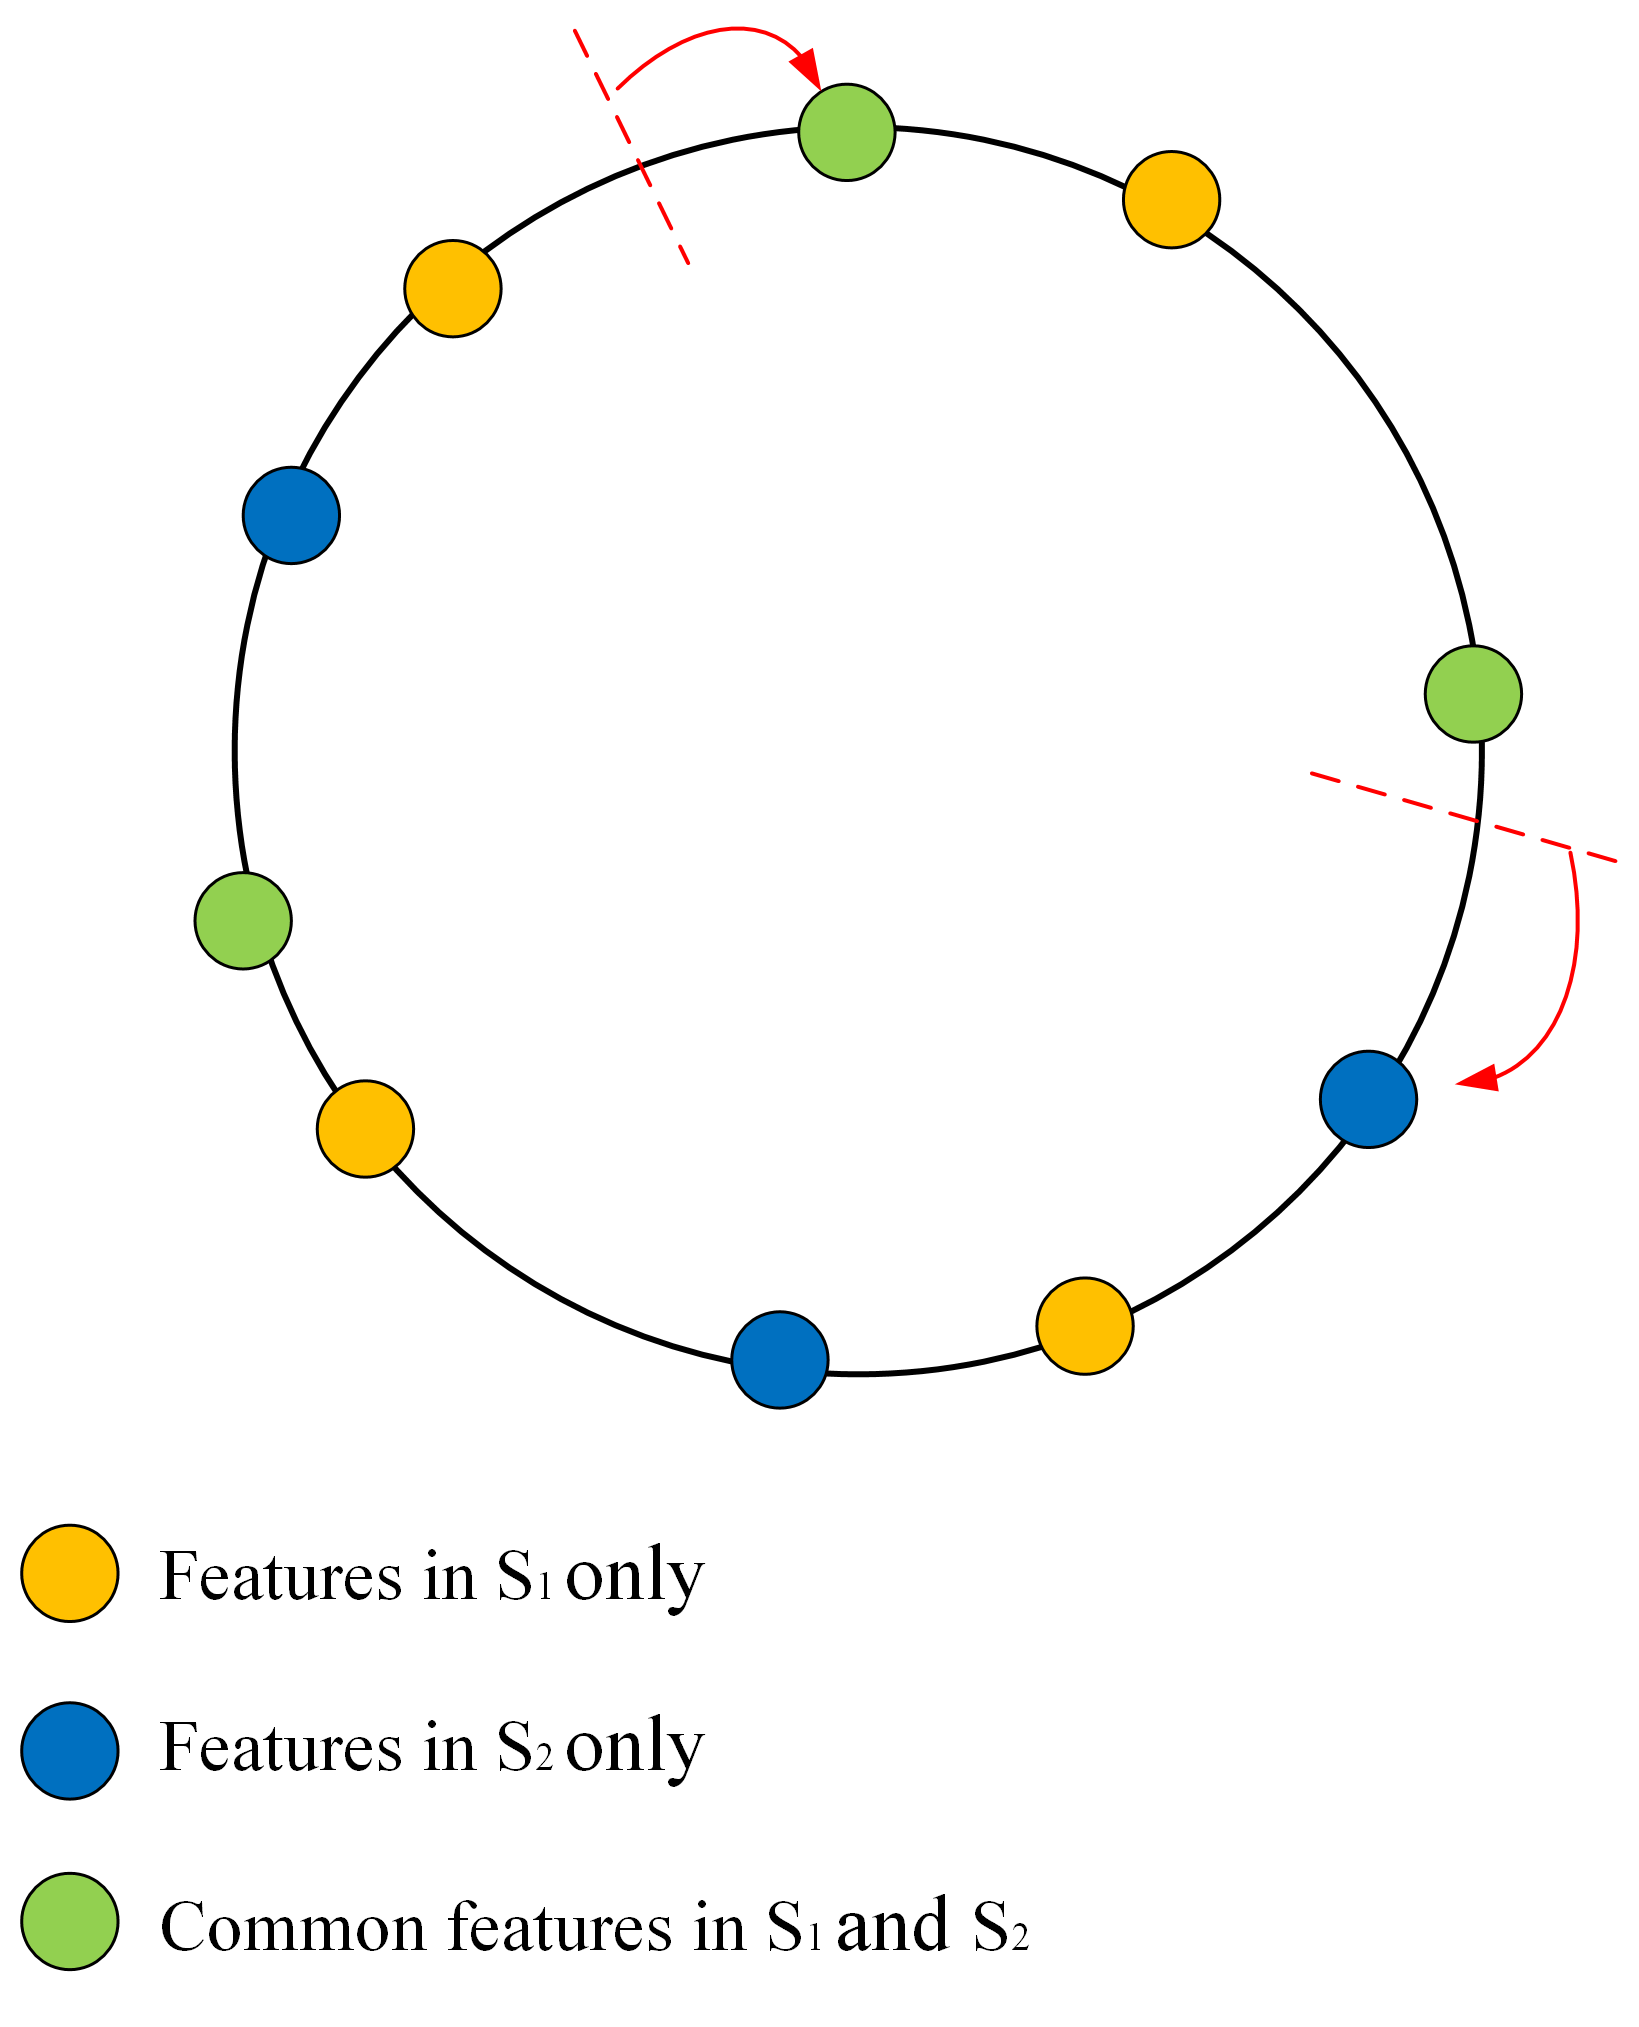 Features in S₁ only
Features in S₂ only
Common features in S₁ and S₂